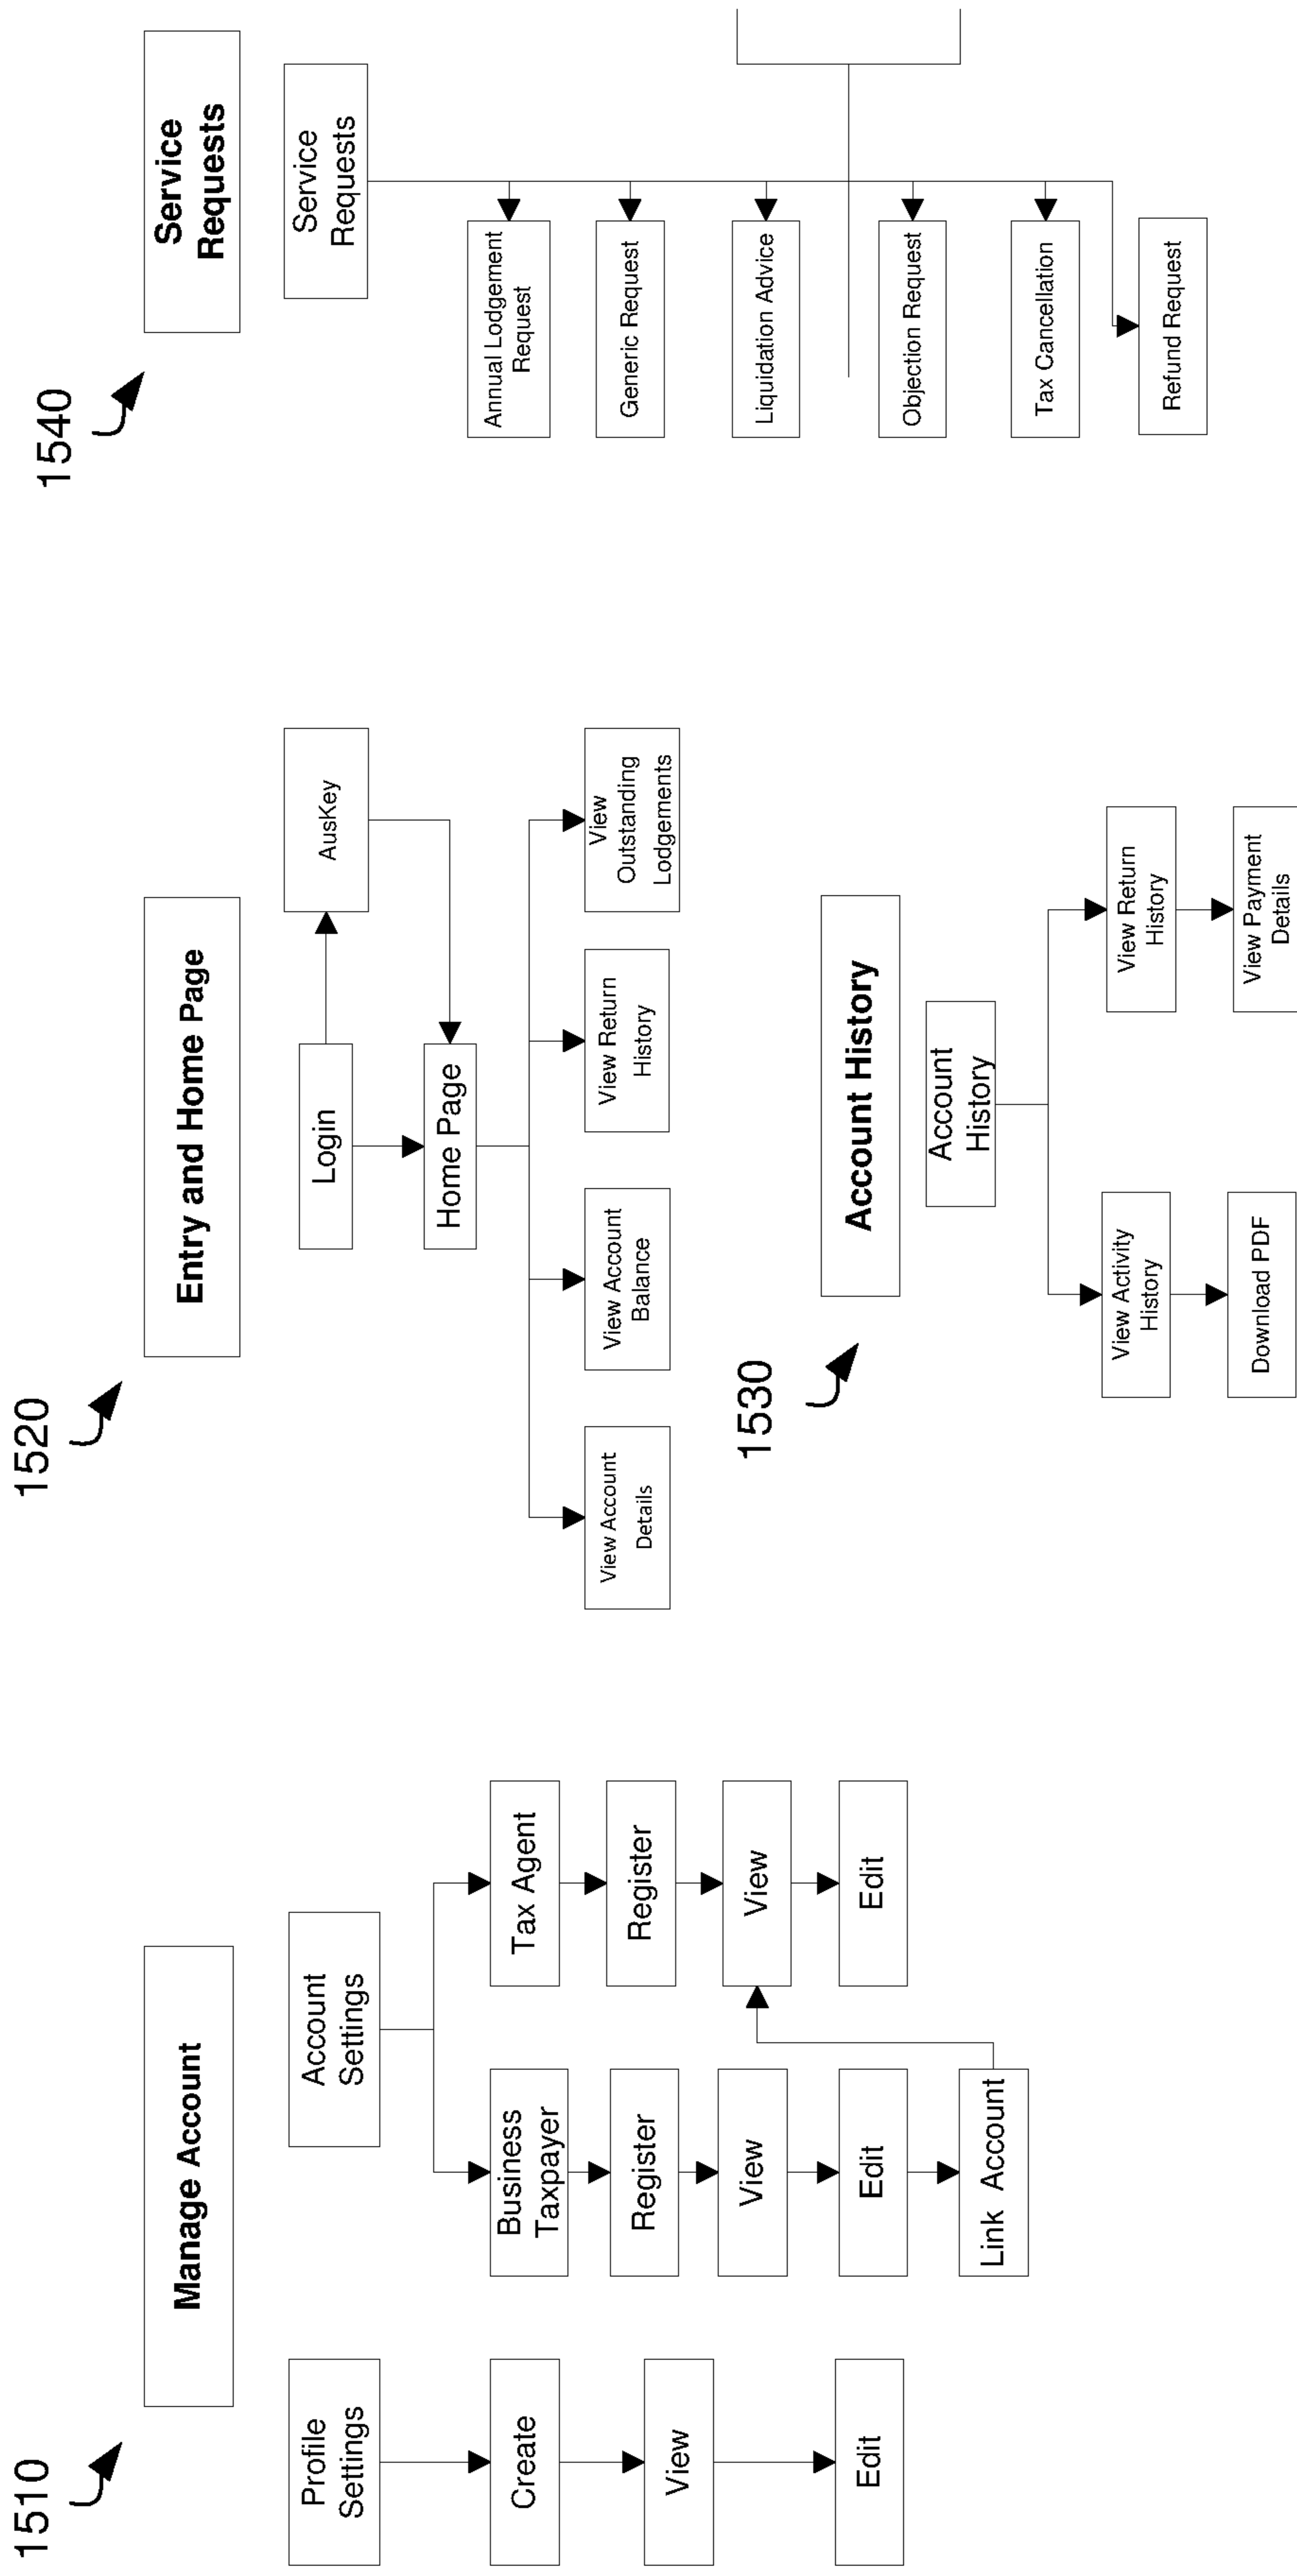 1510
Manage Account
Profile
Settings
Create
View
Edit
Account
Settings
Business
Taxpayer
Register
View
Edit
Link Account
Tax Agent
Register
View
Edit
1520
Entry and Home Page
Login
AusKey
Home Page
View Account
Details
View Account
Balance
View Return
History
View
Outstanding
Lodgements
1530
Account History
Account
History
View Activity
History
Download PDF
View Return
History
View Payment
Details
1540
Service
Requests
Service
Requests
Annual Lodgement
Request
Generic Request
Liquidation Advice
Objection Request
Tax Cancellation
Refund Request